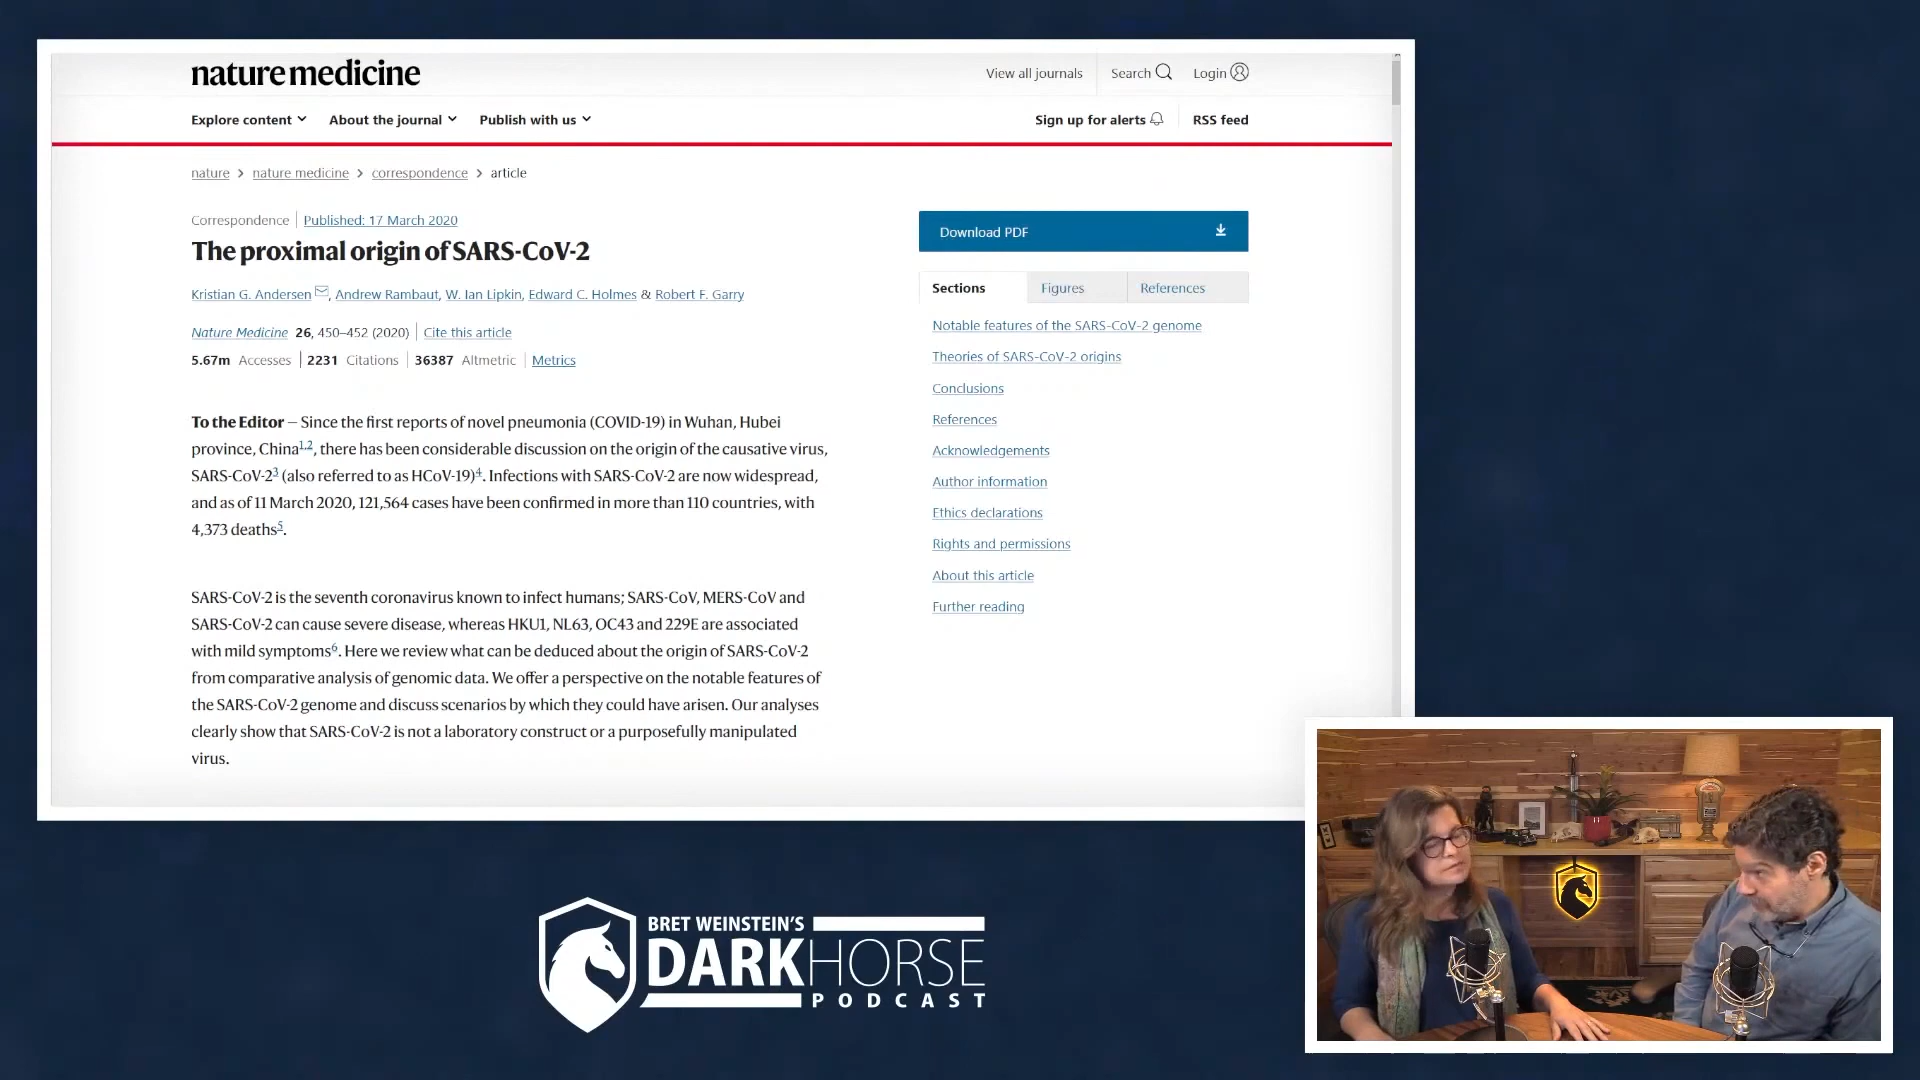 nature medicine
View all journals
Search
Login
Explore content
About the journal
Publish with us
Sign up for alerts
RSS feed
nature > nature medicine > correspondence > article
Correspondence | Published: 17 March 2020
The proximal origin of SARS-CoV-2
Kristian G. Andersen, Andrew Rambaut, W. Ian Lipkin, Edward C. Holmes & Robert F. Garry
Nature Medicine 26, 450–452 (2020) | Cite this article
5.67m Accesses | 2231 Citations | 36387 Altmetric | Metrics
To the Editor — Since the first reports of novel pneumonia (COVID-19) in Wuhan, Hubei
province, China1,2, there has been considerable discussion on the origin of the causative virus,
SARS-CoV-23 (also referred to as HCoV-19)4. Infections with SARS-CoV-2 are now widespread,
and as of 11 March 2020, 121,564 cases have been confirmed in more than 110 countries, with
4,373 deaths5.
SARS-CoV-2 is the seventh coronavirus known to infect humans; SARS-CoV, MERS-CoV and
SARS-CoV-2 can cause severe disease, whereas HKU1, NL63, OC43 and 229E are associated
with mild symptoms6. Here we review what can be deduced about the origin of SARS-CoV-2
from comparative analysis of genomic data. We offer a perspective on the notable features of
the SARS-CoV-2 genome and discuss scenarios by which they could have arisen. Our analyses
clearly show that SARS-CoV-2 is not a laboratory construct or a purposefully manipulated
virus.
Download PDF
Sections
Figures
References
Notable features of the SARS-CoV-2 genome
Theories of SARS-CoV-2 origins
Conclusions
References
Acknowledgements
Author information
Ethics declarations
Rights and permissions
About this article
Further reading
BRET WEINSTEIN'S
DARKHORSE
PODCAST